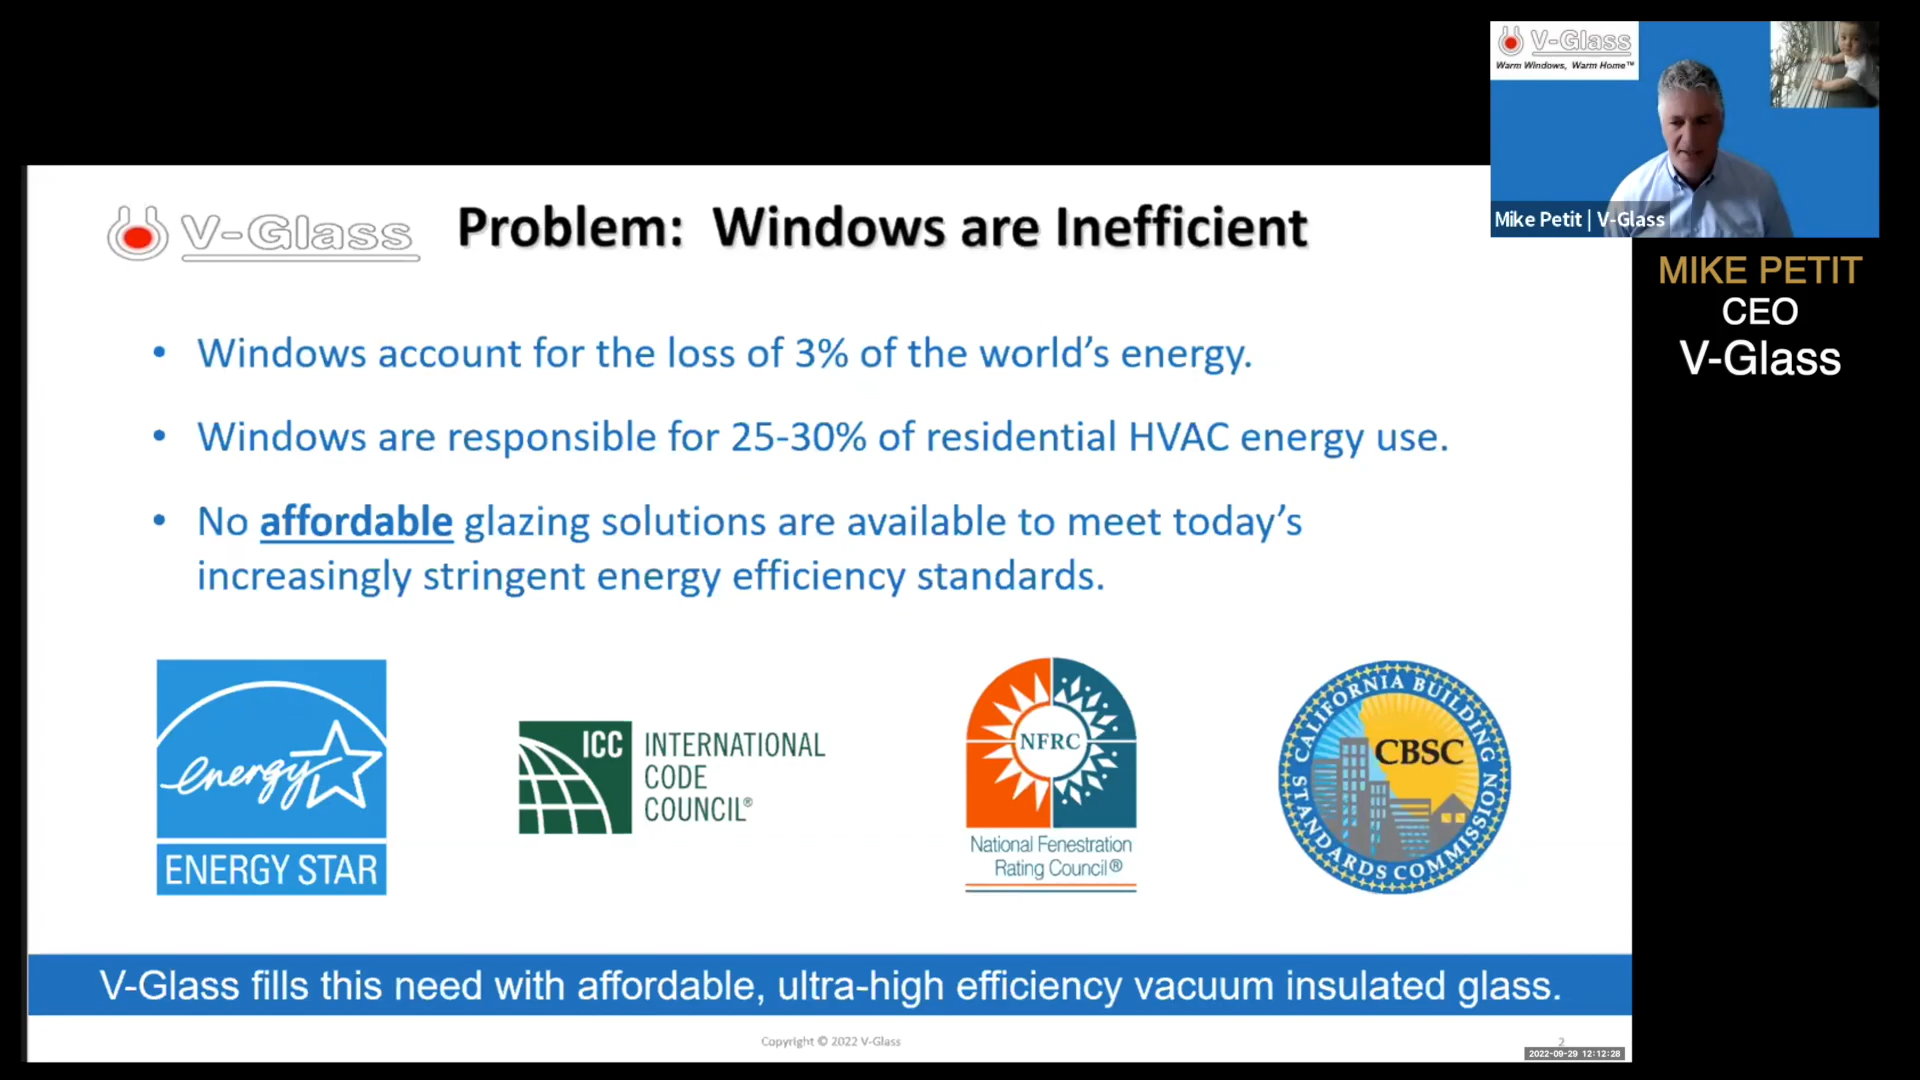 V-Glass
Warm Windows, Warm Home™
Mike Petit | V-Glass
MIKE PETIT
CEO
V-Glass
V-Glass
Problem: Windows are Inefficient
• Windows account for the loss of 3% of the world's energy.
• Windows are responsible for 25-30% of residential HVAC energy use.
• No affordable glazing solutions are available to meet today's
increasingly stringent energy efficiency standards.
energy
ENERGY STAR
ICC
INTERNATIONAL
CODE
COUNCIL®
NFRC
National Fenestration
Rating Council®
CALIFORNIA BUILDING
CBSC
STANDARDS COMMISSION
V-Glass fills this need with affordable, ultra-high efficiency vacuum insulated glass.
Copyright © 2022 V-Glass
2
2022-09-29 12:12:28